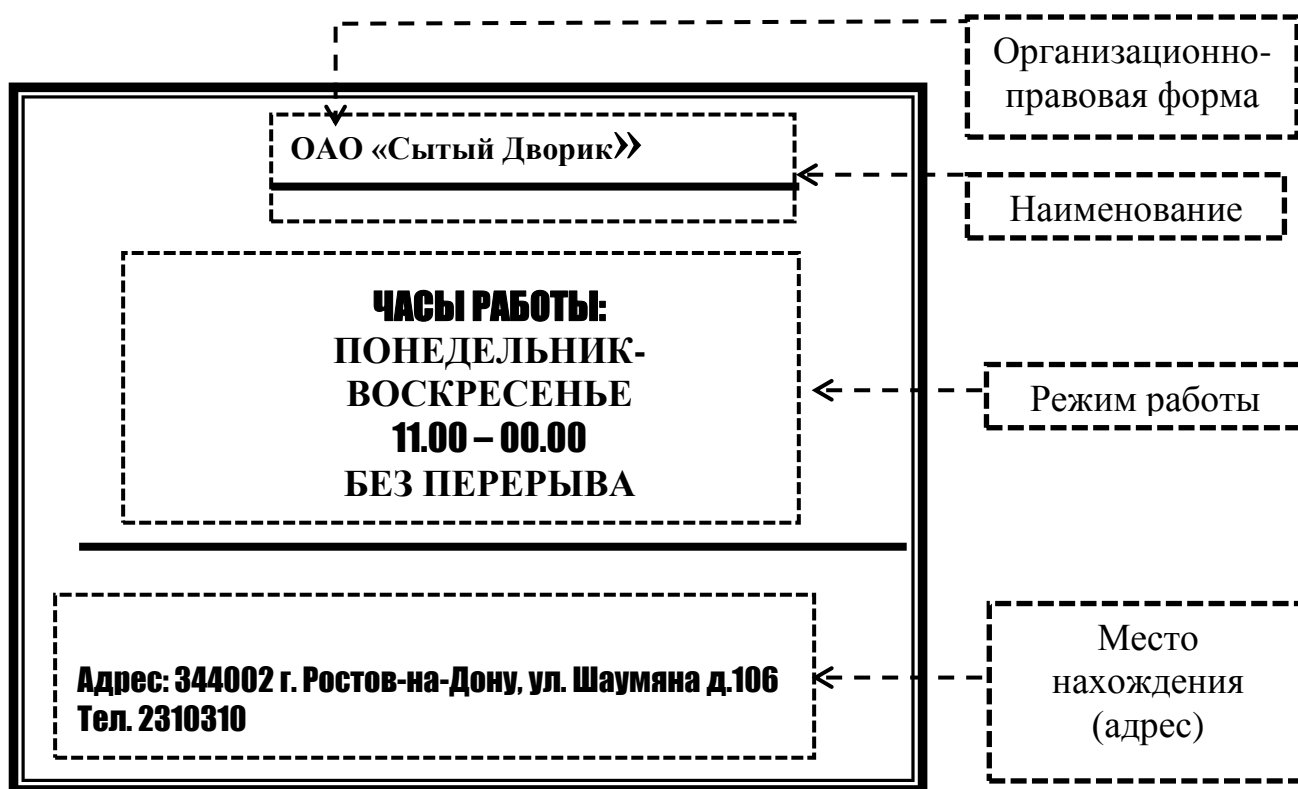 Организационно-
правовая форма
ОАО «Сытый Дворик»
Наименование
ЧАСЫ РАБОТЫ:
ПОНЕДЕЛЬНИК-
ВОСКРЕСЕНЬЕ
11.00 – 00.00
БЕЗ ПЕРЕРЫВА
Режим работы
Адрес: 344002 г. Ростов-на-Дону, ул. Шаумяна д.106
Тел. 2310310
Место
нахождения
(адрес)